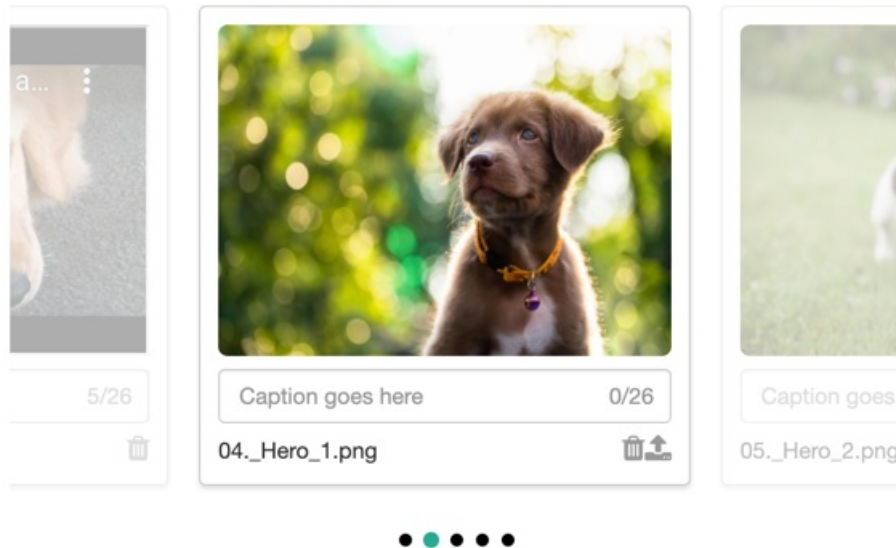 a...
5/26
Caption goes here 0/26
04._Hero_1.png
Caption goes
05._Hero_2.png